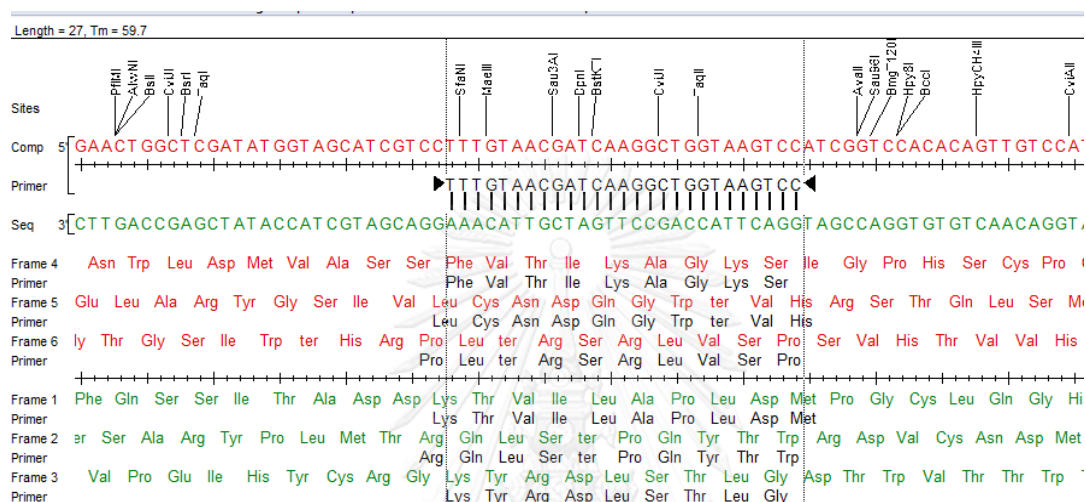 Length = 27, Tm = 59.7
PflMI AlwNI BslI CviJI BsrI TaqI SfaNI MaeIII Sau3AI DpnI BstKTI CviJI TaqII AvaII Sau96I BmgT120I Hpy8I BccI HpyCH4III CviAII
Sites
Comp 5' GAACTGGCTCGATATGGTAGCATCGTCCTTTGTAACGATCAAGGCTGGTAAGTCCATCGGTCCACACAGTTGTCCAT
Primer TTTGTAACGATCAAGGCTGGTAAGTCC
Seq 3' CTTGACCGAGCTATACCATCGTAGCAGGAAACATTGCTAGTTCCGACCATTCAGGTAGCCAGGTGTGTCAACAGGTA
Frame 4 Asn Trp Leu Asp Met Val Ala Ser Ser Phe Val Thr Ile Lys Ala Gly Lys Ser Ile Gly Pro His Ser Cys Pro
Primer Phe Val Thr Ile Lys Ala Gly Lys Ser
Frame 5 Glu Leu Ala Arg Tyr Gly Ser Ile Val Leu Cys Asn Asp Gln Gly Trp ter Val His Arg Ser Thr Gln Leu Ser Me
Primer Leu Cys Asn Asp Gln Gly Trp ter Val His
Frame 6 ly Thr Gly Ser Ile Trp ter His Arg Pro Leu ter Arg Ser Arg Leu Val Ser Pro Ser Val His Thr Val Val His
Primer Pro Leu ter Arg Ser Arg Leu Val Ser Pro
Frame 1 Phe Gln Ser Ser Ile Thr Ala Asp Asp Lys Thr Val Ile Leu Ala Pro Leu Asp Met Pro Gly Cys Leu Gln Gly Hi
Primer Lys Thr Val Ile Leu Ala Pro Leu Asp Met
Frame 2 er Ser Ala Arg Tyr Pro Leu Met Thr Arg Gln Leu Ser ter Pro Gln Tyr Thr Trp Arg Asp Val Cys Asn Asp Met
Primer Arg Gln Leu Ser ter Pro Gln Tyr Thr Trp
Frame 3 Val Pro Glu Ile His Tyr Cys Arg Gly Lys Tyr Arg Asp Leu Ser Thr Leu Gly Asp Thr Trp Val Thr Thr Trp
Primer Lys Tyr Arg Asp Leu Ser Thr Leu Gly